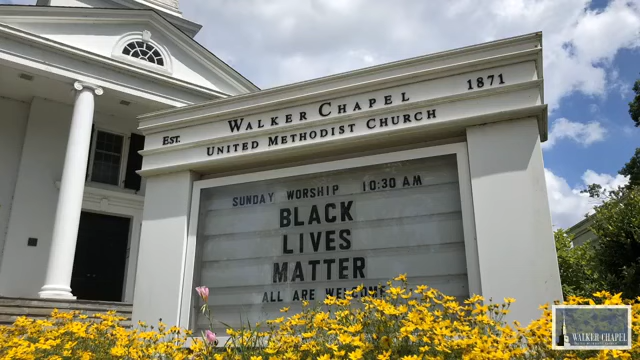 Est. Walker Chapel 1871
United Methodist Church
SUNDAY WORSHIP 10:30 AM
BLACK
LIVES
MATTER
ALL ARE WELCOME
WALKER CHAPEL